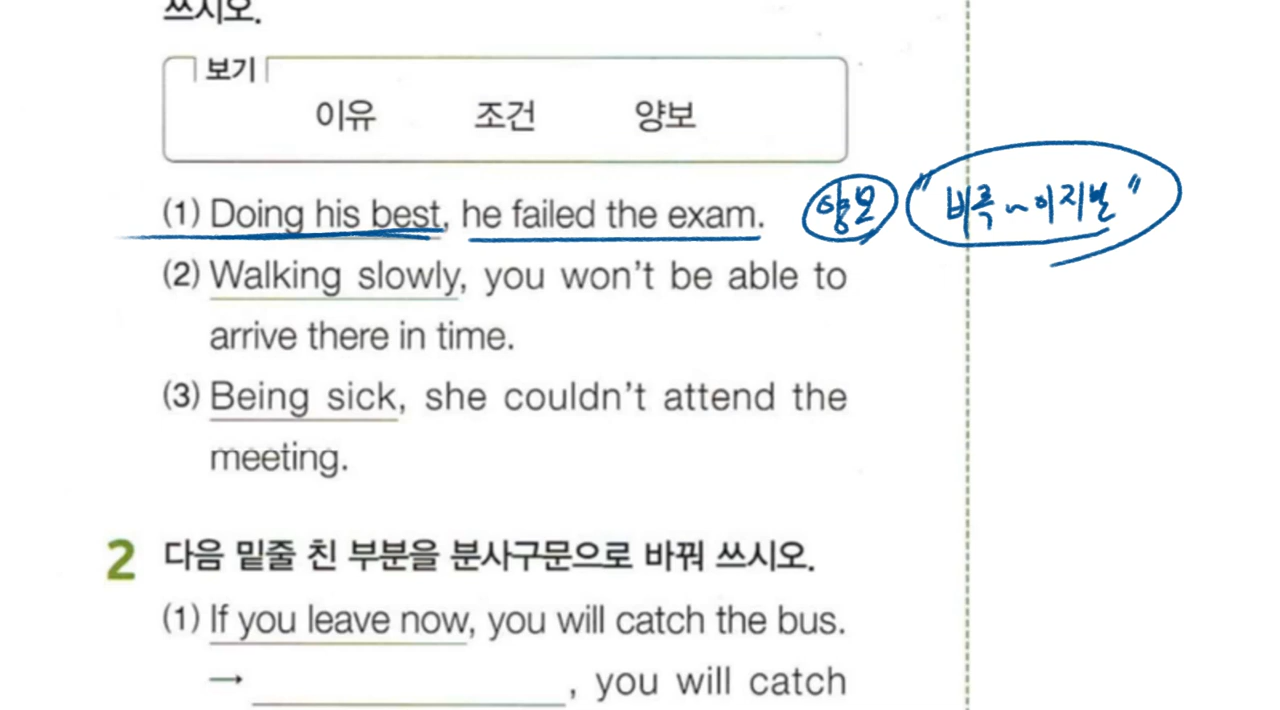 쓰시오.
보기
이유 조건 양보
(1) Doing his best, he failed the exam. 양보 "비록~이지만"
(2) Walking slowly, you won't be able to
arrive there in time.
(3) Being sick, she couldn't attend the
meeting.
2 다음 밑줄 친 부분을 분사구문으로 바꿔 쓰시오.
(1) If you leave now, you will catch the bus.
→ , you will catch